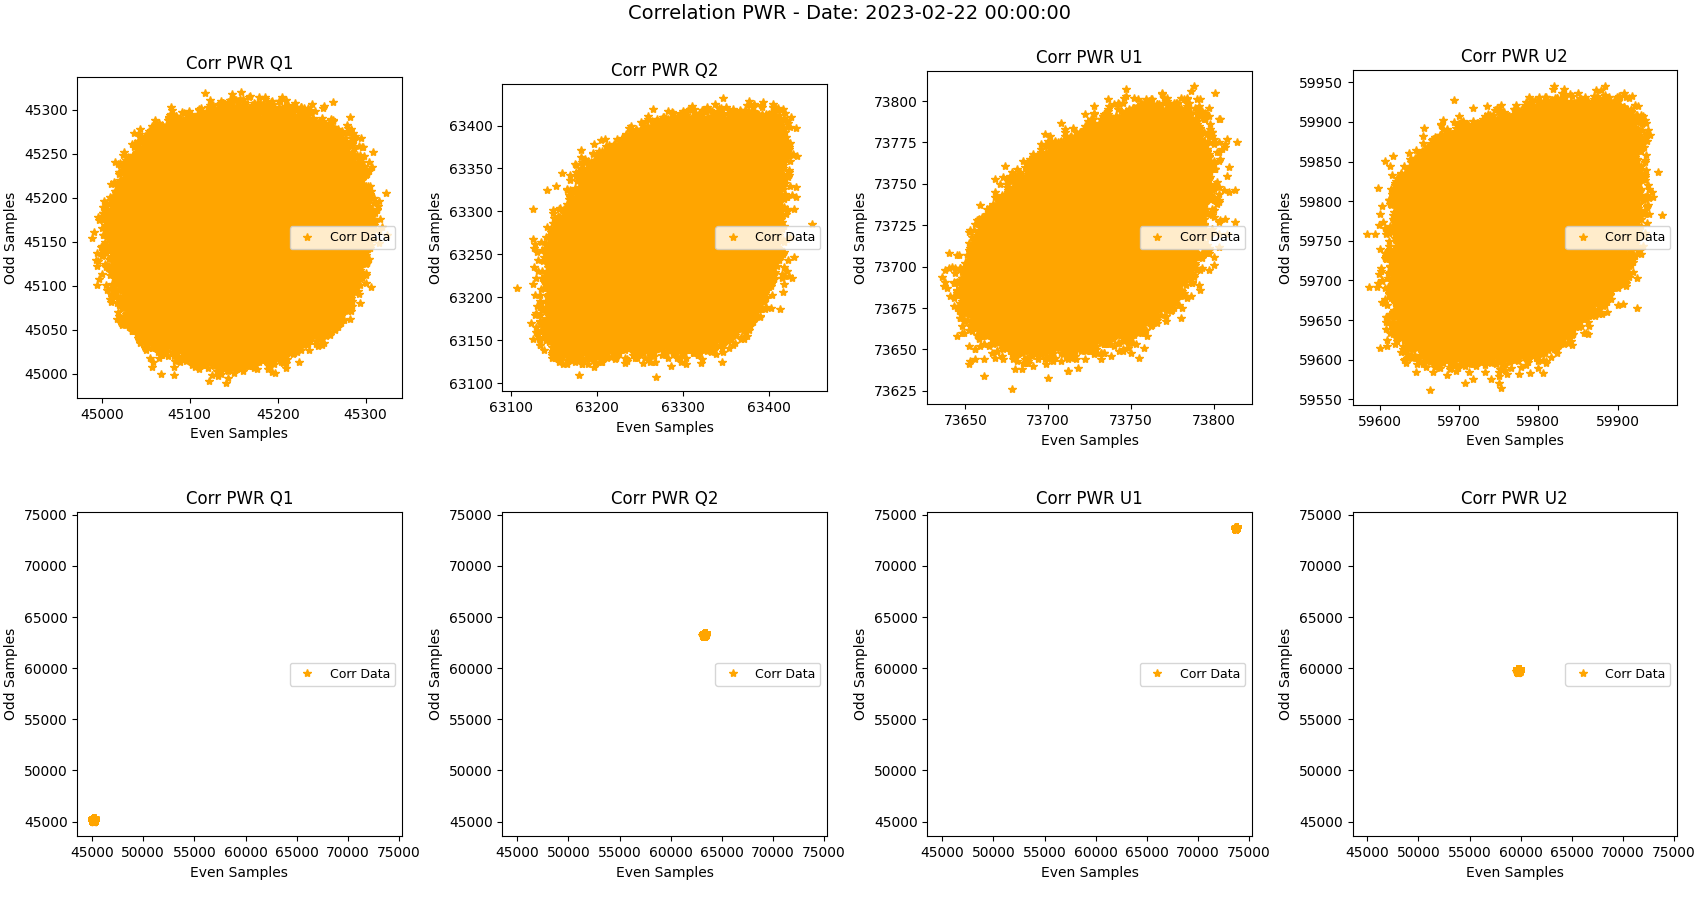 Correlation PWR - Date: 2023-02-22 00:00:00
Corr PWR Q1
Odd Samples
45300
45250
45200
45150
45100
45050
45000
Corr Data
45000 45100 45200 45300
Even Samples
Corr PWR Q2
Odd Samples
63400
63350
63300
63250
63200
63150
63100
Corr Data
63100 63200 63300 63400
Even Samples
Corr PWR U1
Odd Samples
73800
73775
73750
73725
73700
73675
73650
73625
Corr Data
73650 73700 73750 73800
Even Samples
Corr PWR U2
Odd Samples
59950
59900
59850
59800
59750
59700
59650
59600
59550
Corr Data
59600 59700 59800 59900
Even Samples
Corr PWR Q1
Odd Samples
75000
70000
65000
60000
55000
50000
45000
Corr Data
45000 50000 55000 60000 65000 70000 75000
Even Samples
Corr PWR Q2
Odd Samples
75000
70000
65000
60000
55000
50000
45000
Corr Data
45000 50000 55000 60000 65000 70000 75000
Even Samples
Corr PWR U1
Odd Samples
75000
70000
65000
60000
55000
50000
45000
Corr Data
45000 50000 55000 60000 65000 70000 75000
Even Samples
Corr PWR U2
Odd Samples
75000
70000
65000
60000
55000
50000
45000
Corr Data
45000 50000 55000 60000 65000 70000 75000
Even Samples